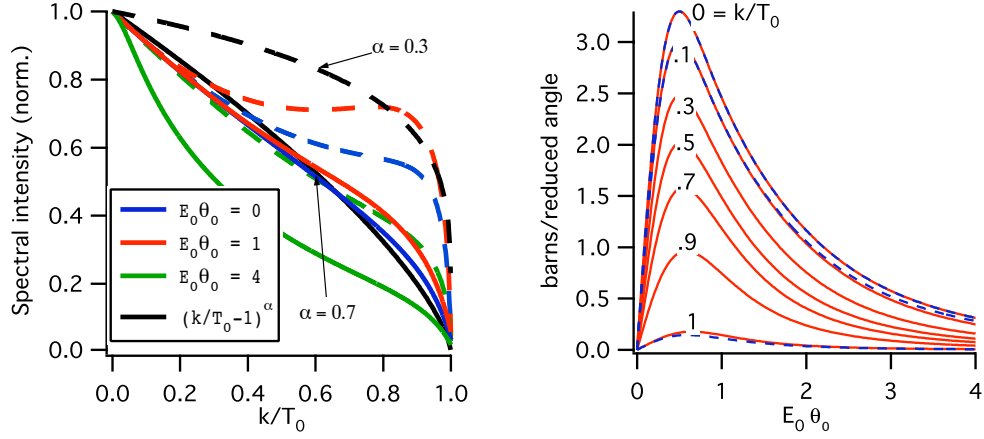 Spectral intensity (norm.)
1.0
0.8
0.6
0.4
0.2
0.0
α = 0.3
E₀θ₀ = 0
E₀θ₀ = 1
E₀θ₀ = 4
(k/T₀-1)^α
α = 0.7
0.0 0.2 0.4 0.6 0.8 1.0
k/T₀
barns/reduced angle
3.0
2.5
2.0
1.5
1.0
0.5
0.0
0 = k/T₀
.1
.3
.5
.7
.9
1
0 1 2 3 4
E₀ θ₀